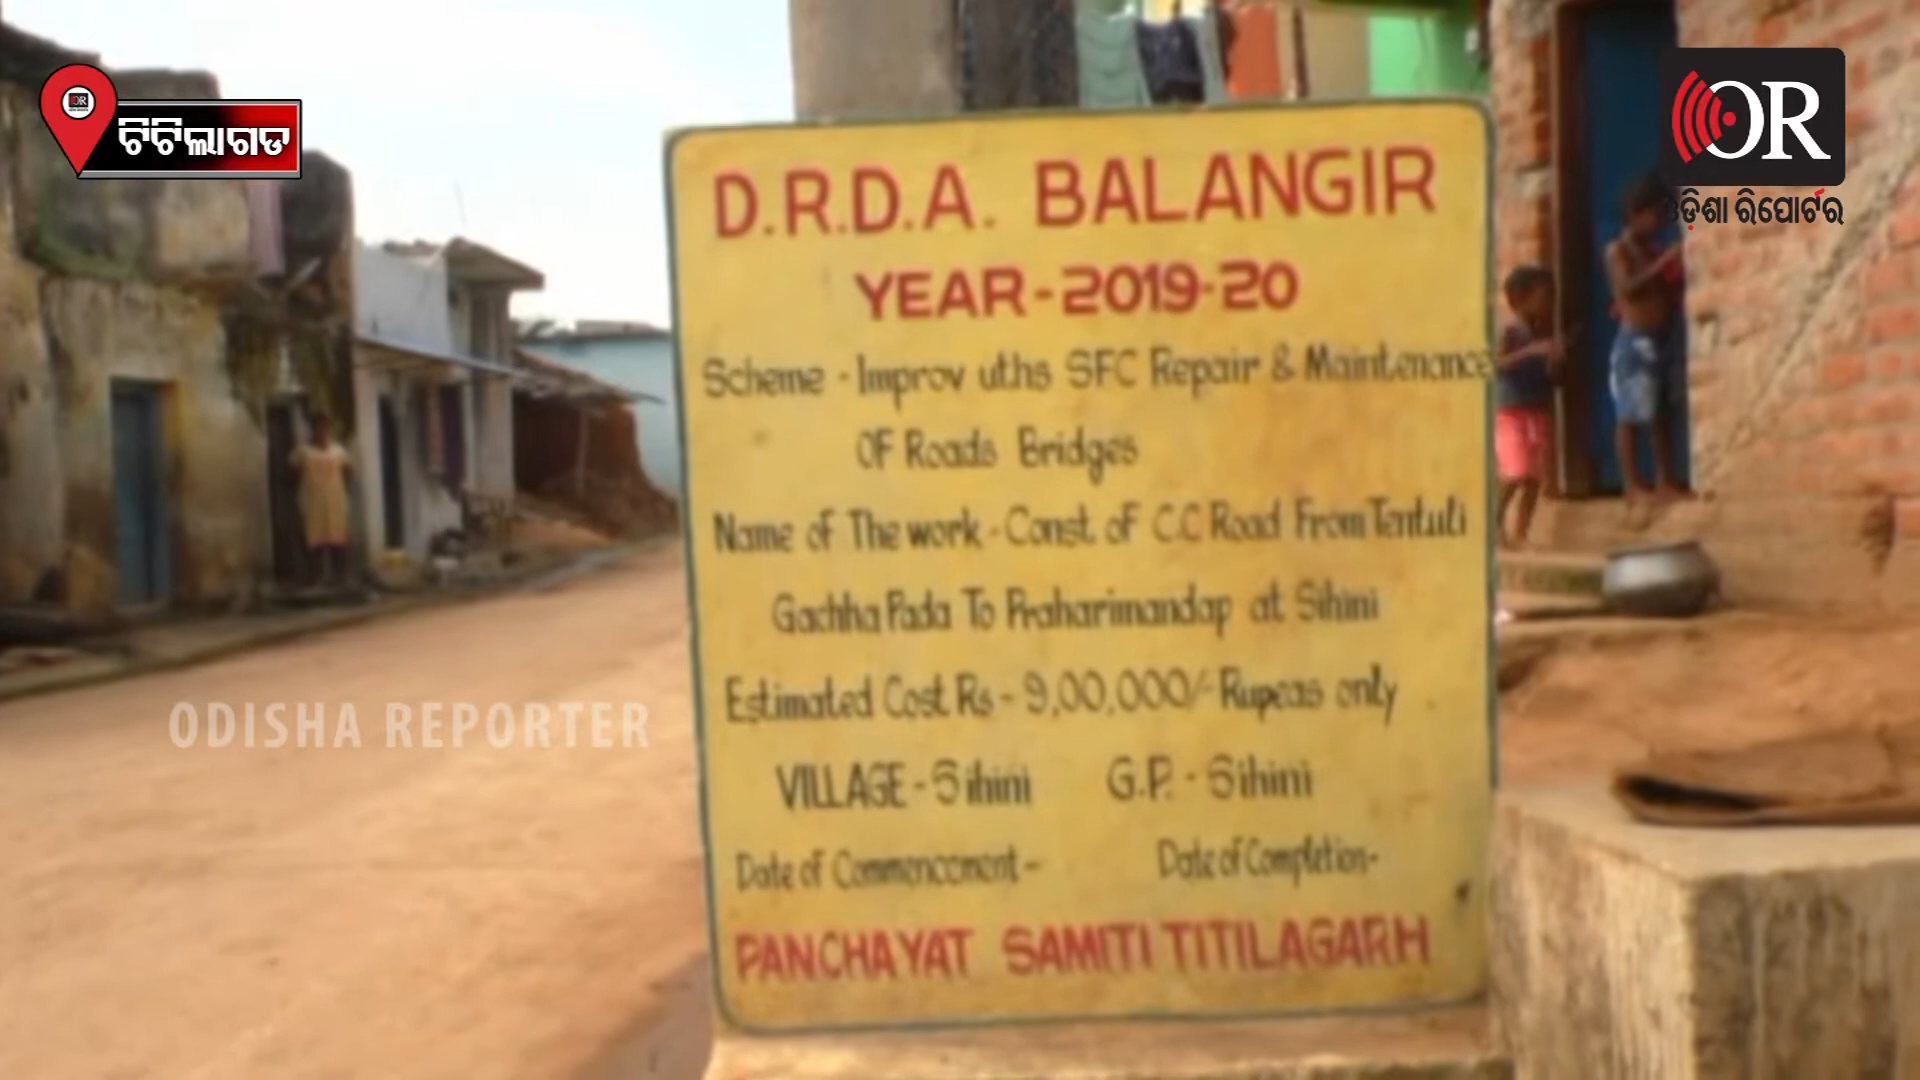 ଟିଟିଲାଗଡ
OR
ଓଡ଼ିଶା ରିପୋର୍ଟର
D.R.D.A. BALANGIR
YEAR-2019-20
Scheme - Improv uths SFC Repair & Maintenance
OF Roads Bridges
Name of The work - Const. of C.C Road From Tentuli
Gachha Pada To Praharimandap at Sihini
Estimated Cost Rs - 9,00,000/- Rupeas only
VILLAGE - Sihini G.P. - Sihini
Date of Commencement - Date of Completion-
PANCHAYAT SAMITI TITILAGARH
ODISHA REPORTER